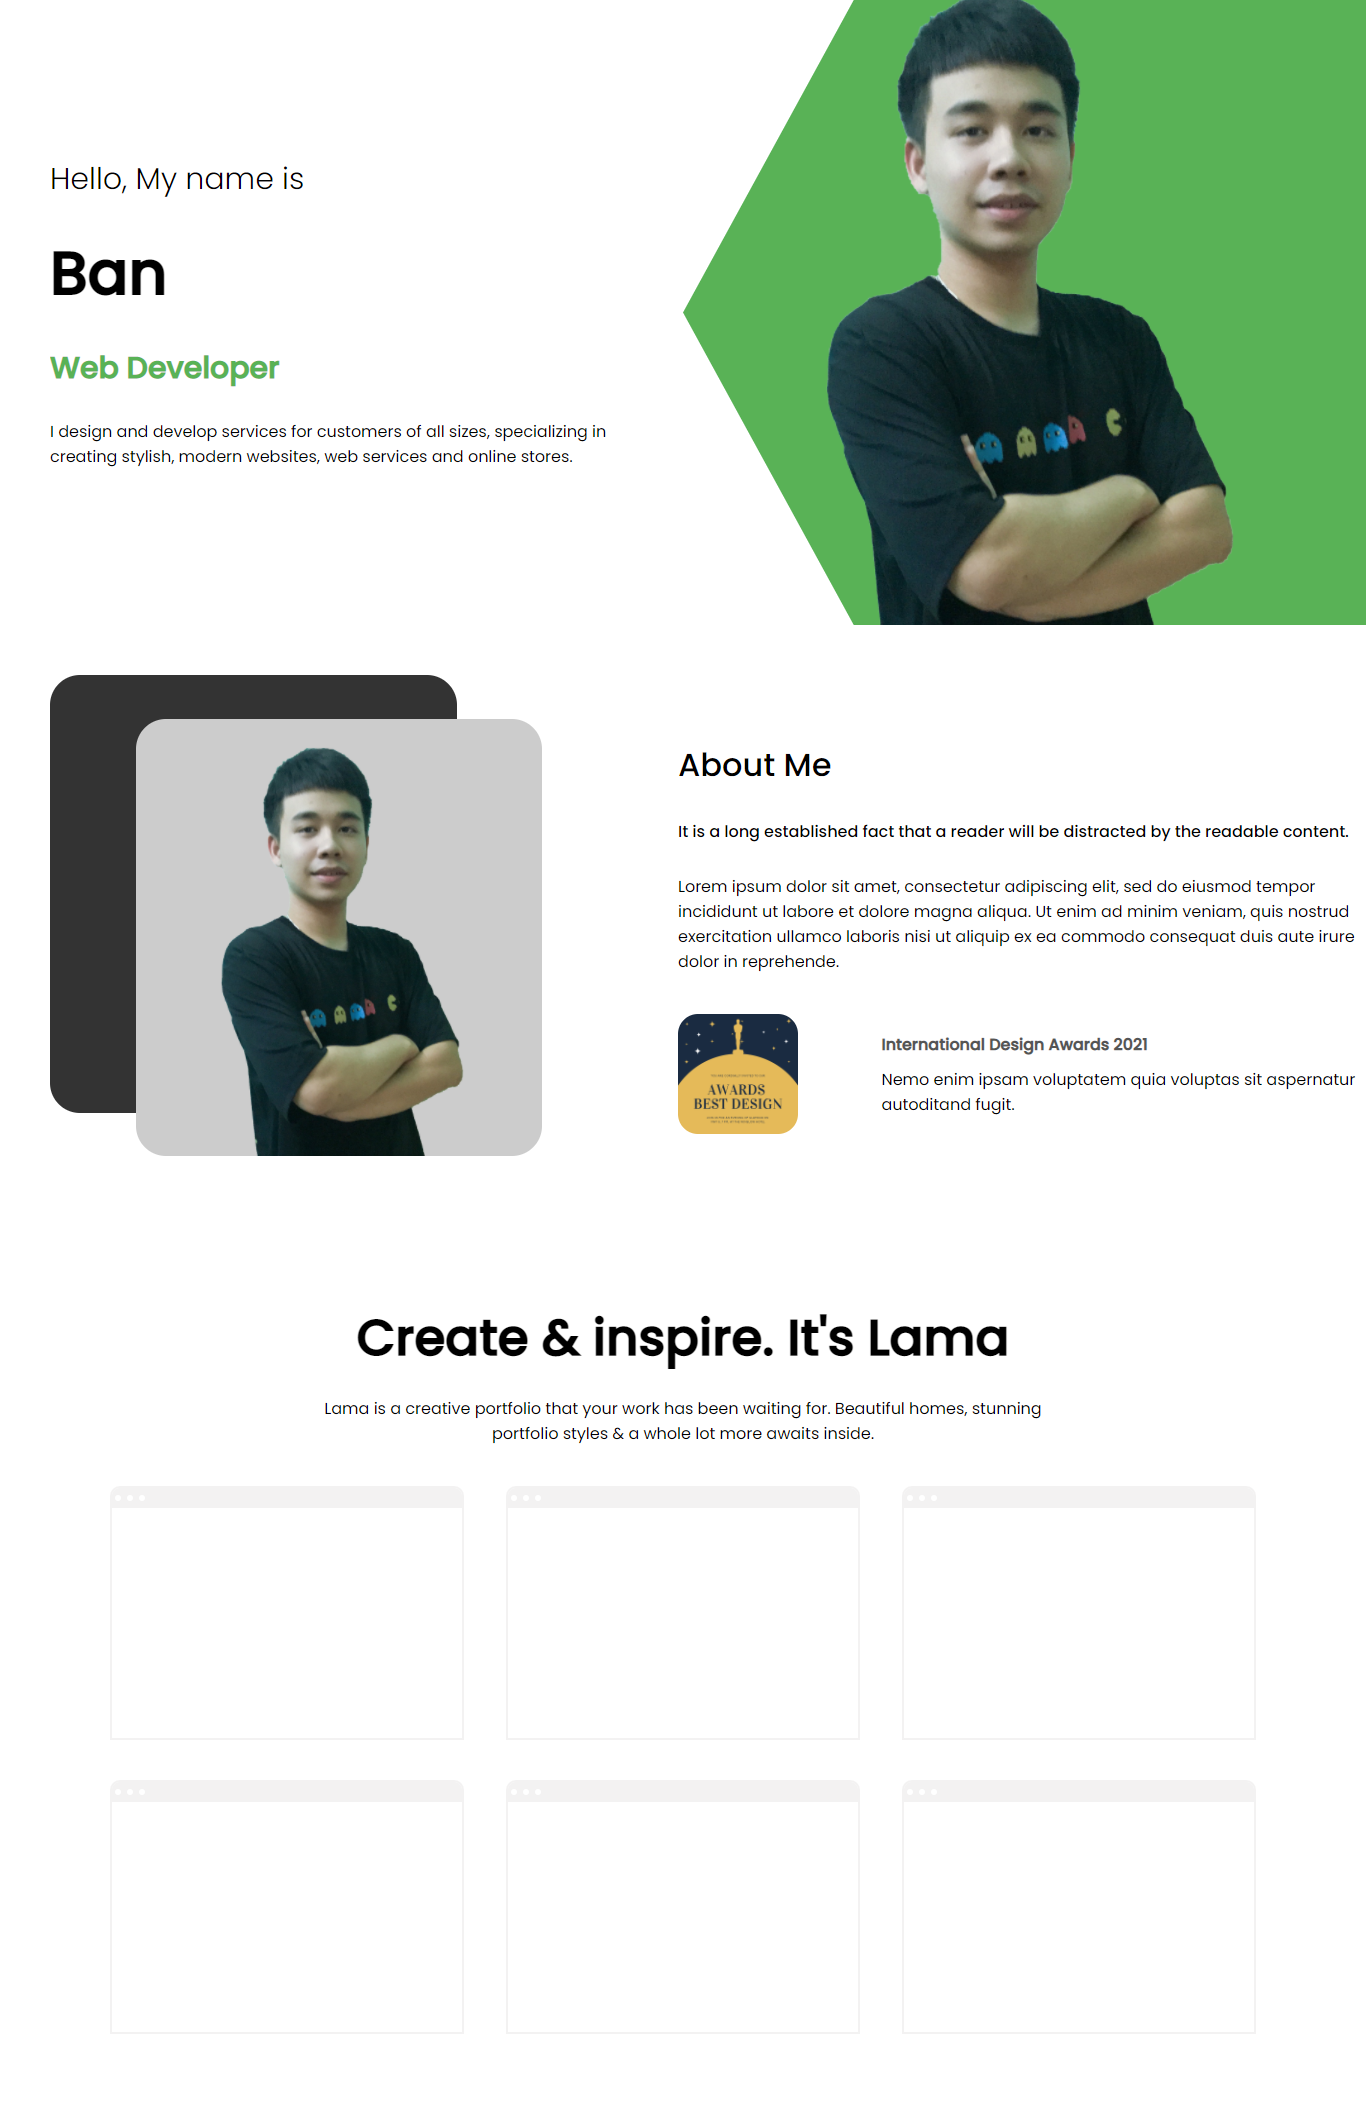 Hello, My name is
Ban
Web Developer
I design and develop services for customers of all sizes, specializing in
creating stylish, modern websites, web services and online stores.
About Me
It is a long established fact that a reader will be distracted by the readable content.
Lorem ipsum dolor sit amet, consectetur adipiscing elit, sed do eiusmod tempor
incididunt ut labore et dolore magna aliqua. Ut enim ad minim veniam, quis nostrud
exercitation ullamco laboris nisi ut aliquip ex ea commodo consequat duis aute irure
dolor in reprehende.
AWARDS
BEST DESIGN
International Design Awards 2021
Nemo enim ipsam voluptatem quia voluptas sit aspernatur
autoditand fugit.
Create & inspire. It's Lama
Lama is a creative portfolio that your work has been waiting for. Beautiful homes, stunning
portfolio styles & a whole lot more awaits inside.